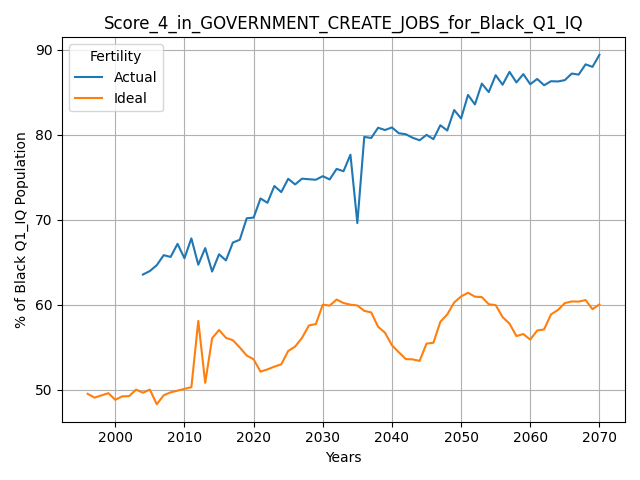 Score_4_in_GOVERNMENT_CREATE_JOBS_for_Black_Q1_IQ
Fertility
Actual
Ideal
% of Black Q1_IQ Population
90
80
70
60
50
2000 2010 2020 2030 2040 2050 2060 2070
Years